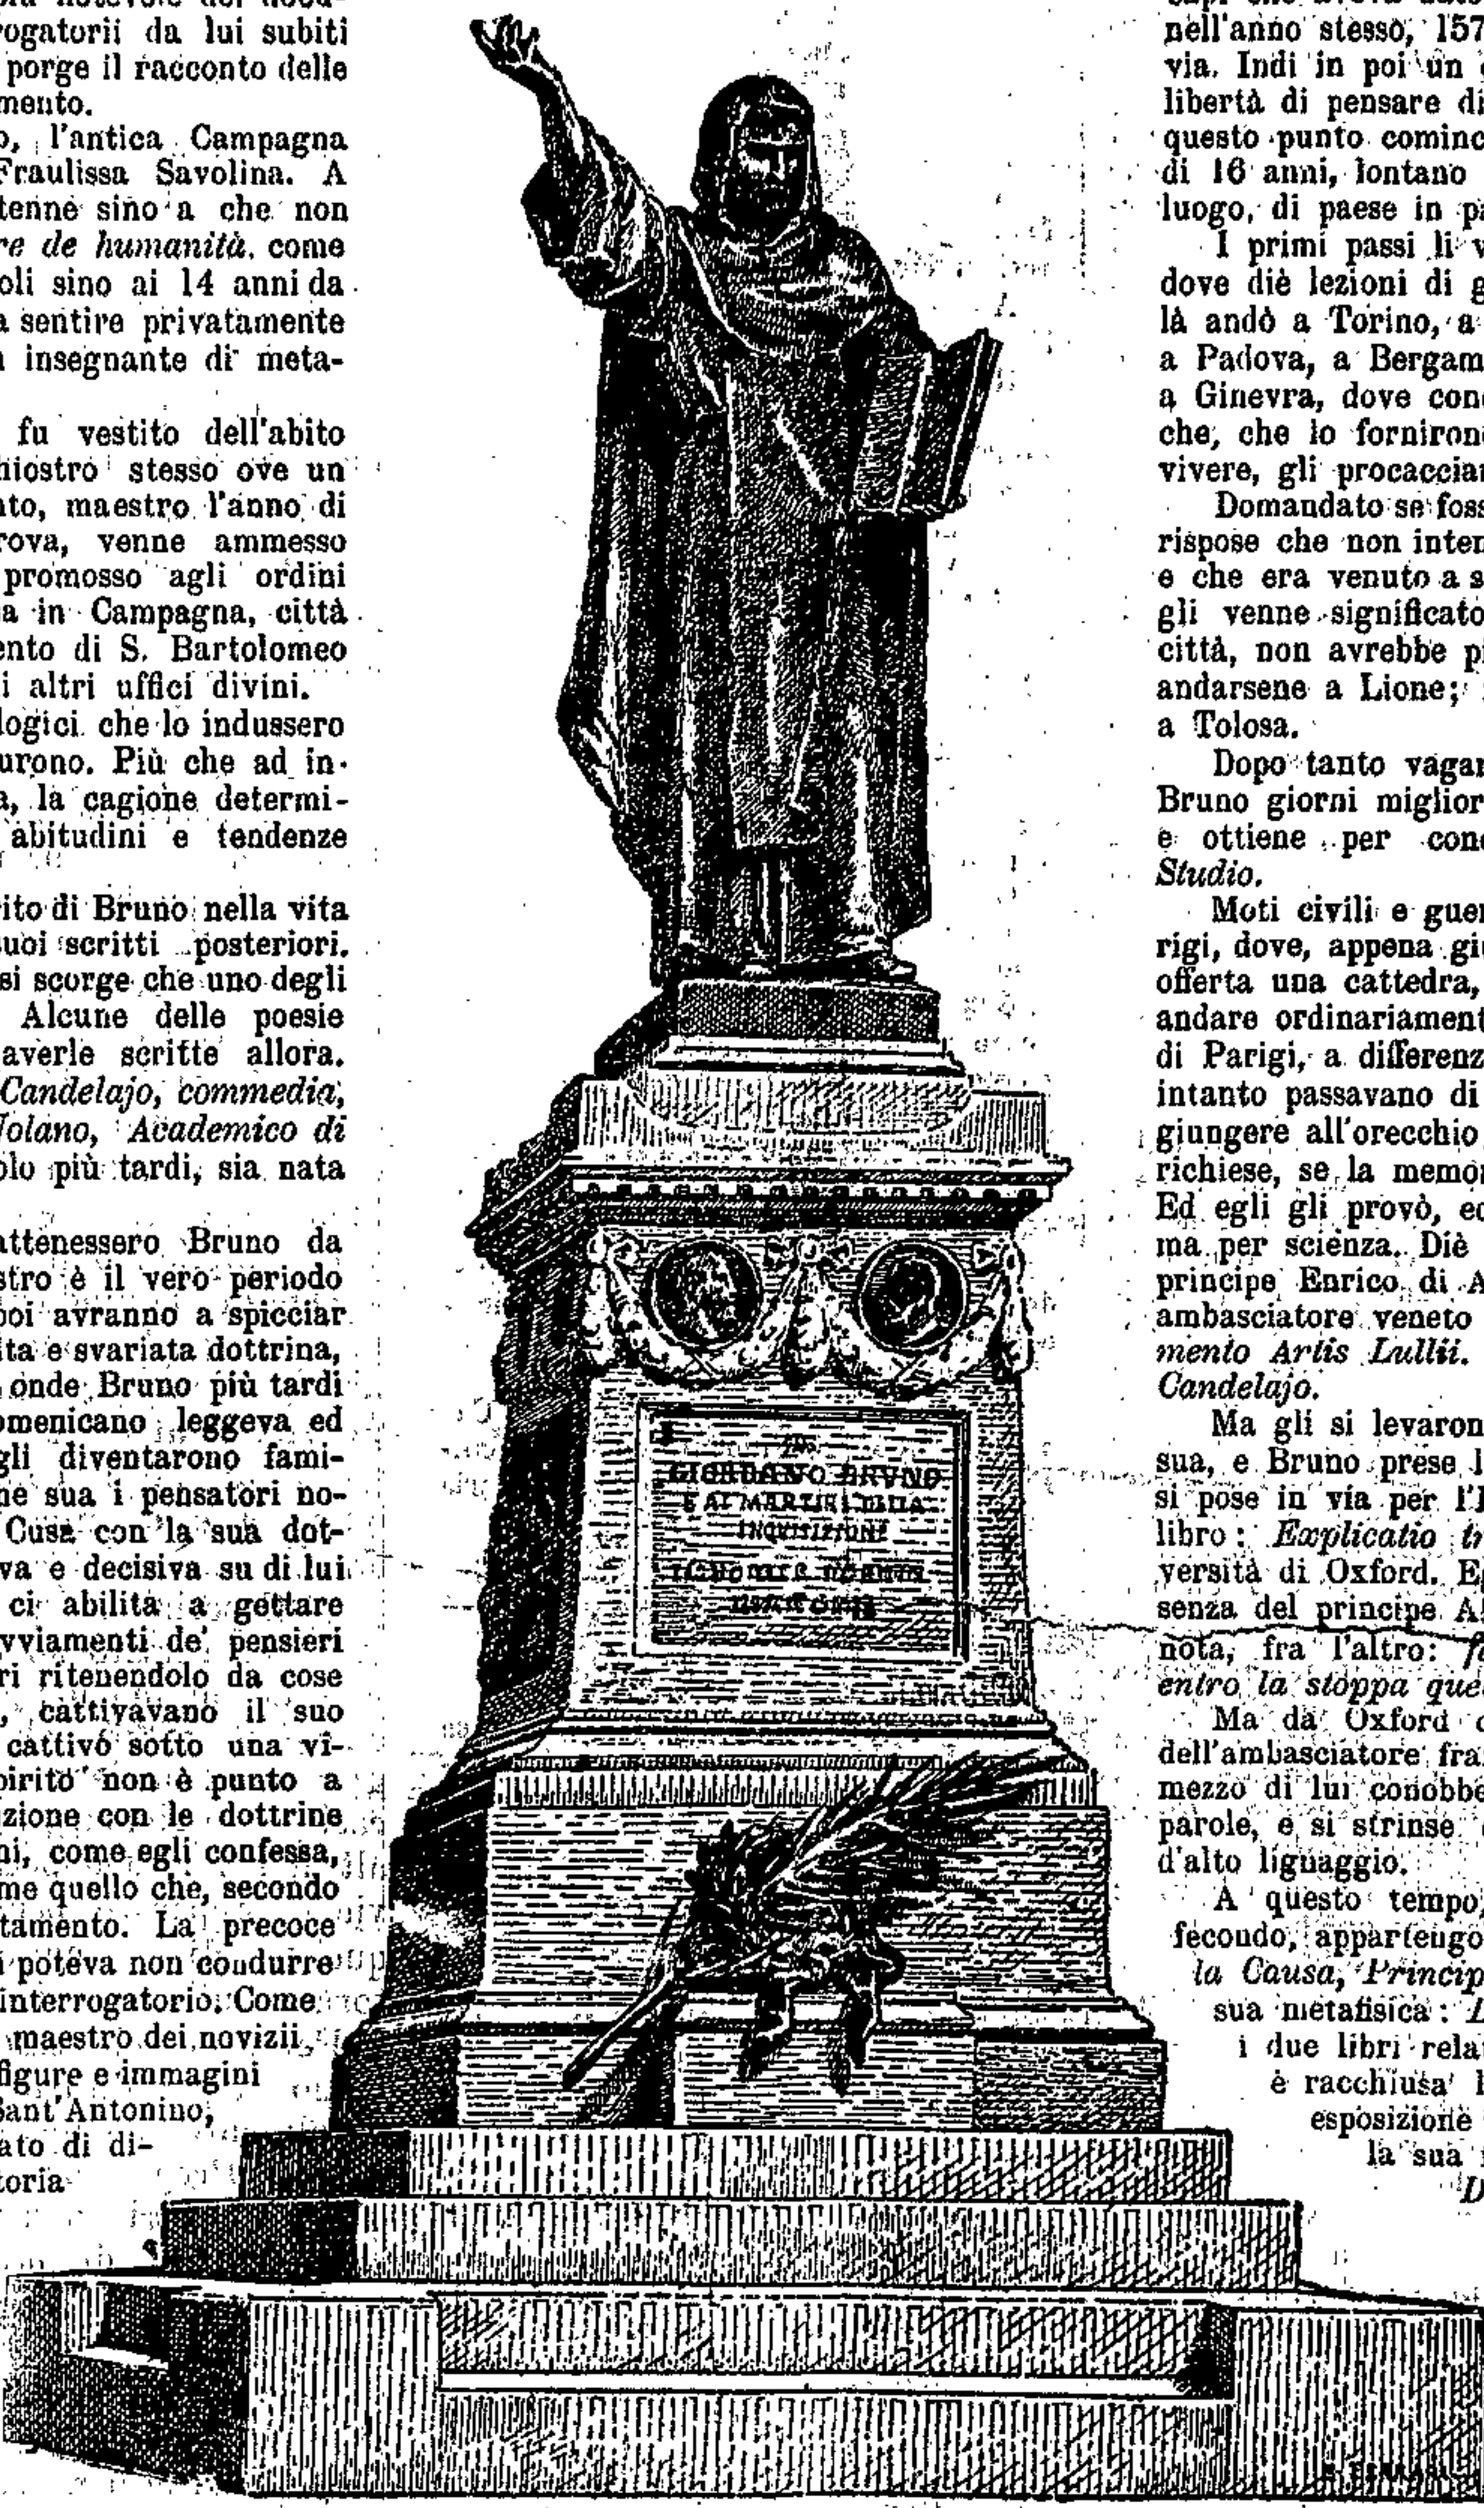 rogatorii da lui subiti
porge il racconto delle
mento.
o, l'antica Campagna
Fraulissa Savolina. A
tenne sino a che non
re de humanità, come
oli sino ai 14 anni da
a sentire privatamente
insegnante di meta-
fu vestito dell'abito
hiostro stesso ove un
to, maestro l'anno di
rova, venne ammesso
promosso agli ordini
a in Campagna, città
ento di S. Bartolomeo
i altri uffici divini.
logici che lo indussero
urono. Più che ad in-
a, la cagione determi-
abitudini e tendenze
ito di Bruno nella vita
suoi scritti posteriori.
si scorge che uno degli
Alcune delle poesie
averle scritte allora.
Candelajo, commedia,
Nolano, Academico di
olo più tardi, sia nata
attenessero Bruno da
stro è il vero periodo
poi avranno a spicciar
ita e svariata dottrina,
onde Bruno più tardi
omenicano leggeva ed
gli diventarono fami-
ne sua i pensatori no-
Cusa con la sua dot-
va e decisiva su di lui
ci abilita a gettare
vviamenti de' pensieri
ri ritenendolo da cose
, cattivavano il suo
cattivò sotto una vi-
pirito non è punto a
zione con le dottrine
ni, come egli confessa,
me quello che, secondo
tamento. La precoce
poteva non condurre
interrogatorio. Come
maestro dei novizii
figure e immagini
Sant'Antonino,
ato di di-
toria
GIORDANO BRVNO
E AI MARTIRI DELLA
INQUISIZIONE
nell'anno stesso, 157
via. Indi in poi un
libertà di pensare di
questo punto cominc
di 16 anni, lontano
luogo, di paese in p
I primi passi li v
dove diè lezioni di g
là andò a Torino, a
a Padova, a Bergam
a Ginevra, dove con
che, che lo forniron
vivere, gli procaccia
Domandato se foss
rispose che non inten
e che era venuto a s
gli venne significato
città, non avrebbe p
andarsene a Lione;
a Tolosa.
Dopo tanto vagar
Bruno giorni miglior
e ottiene per conc
Studio.
Moti civili e guer
rigi, dove, appena giu
offerta una cattedra,
andare ordinariament
di Parigi, a differenz
intanto passavano di
giungere all'orecchio
richiese, se la memor
Ed egli gli provò, ec
ma per scienza. Diè
principe Enrico di A
ambasciatore veneto
mento Artis Lullii.
Candelajo.
Ma gli si levaron
sua, e Bruno prese l
si pose in via per l'I
libro: Explicatio tr
versità di Oxford. E
senza del principe Al
nota, fra l'altro:
entro la stoppa que
Ma da Oxford
dell'ambasciatore fra
mezzo di lui conobbe
parole, e si strinse
d'alto lignaggio.
A questo tempo,
fecondo, appartengo
la Causa, Princip
sua metafisica: L
i due libri rela
è racchiusa l
esposizione
la sua
D